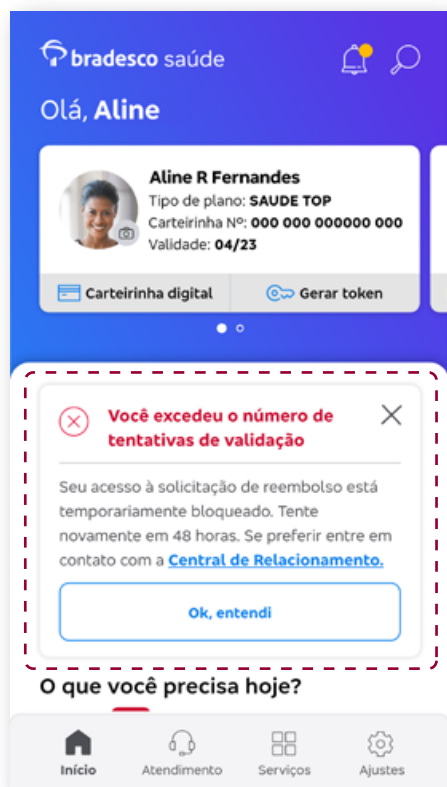 bradesco saúde
Olá, Aline
Aline R Fernandes
Tipo de plano: SAUDE TOP
Carteirinha Nº: 000 000 000000 000
Validade: 04/23
Carteirinha digital
Gerar token
Você excedeu o número de
tentativas de validação
Seu acesso à solicitação de reembolso está
temporariamente bloqueado. Tente
novamente em 48 horas. Se preferir entre em
contato com a Central de Relacionamento.
Ok, entendi
O que você precisa hoje?
Início
Atendimento
Serviços
Ajustes